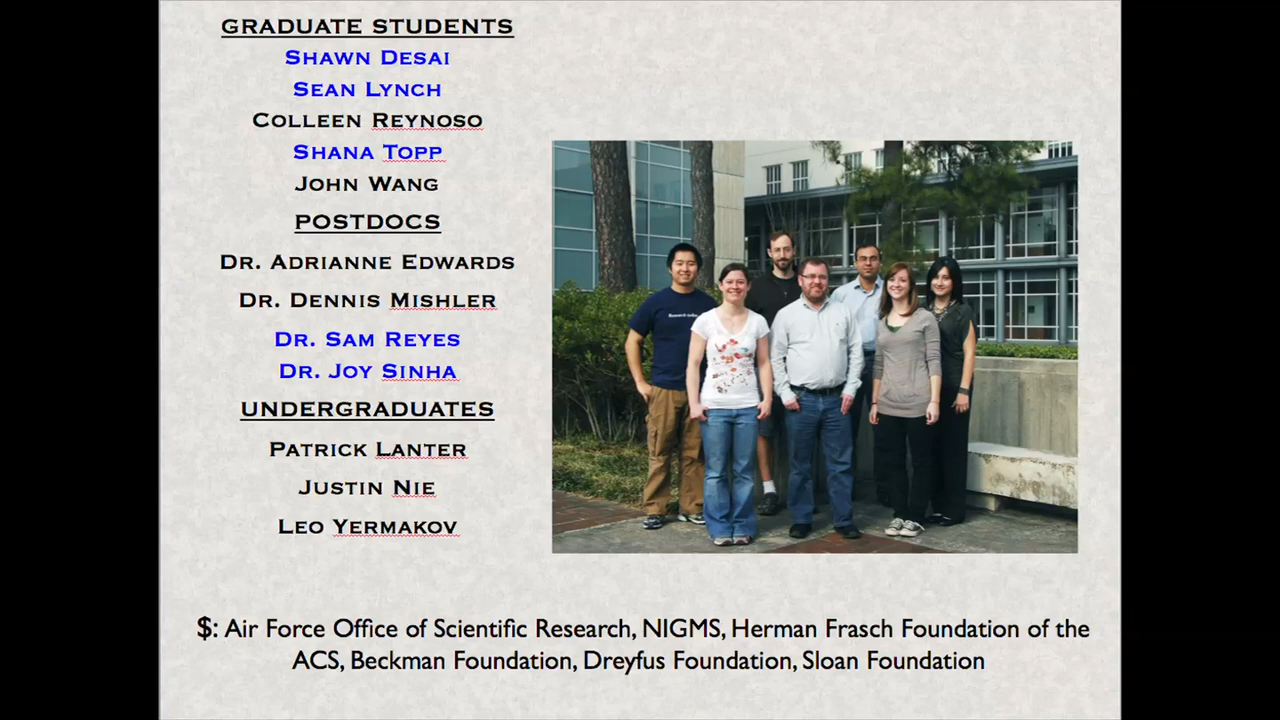 GRADUATE STUDENTS
SHAWN DESAI
SEAN LYNCH
COLLEEN REYNOSO
SHANA TOPP
JOHN WANG
POSTDOCS
DR. ADRIANNE EDWARDS
DR. DENNIS MISHLER
DR. SAM REYES
DR. JOY SINHA
UNDERGRADUATES
PATRICK LANTER
JUSTIN NIE
LEO YERMAKOV
$: Air Force Office of Scientific Research, NIGMS, Herman Frasch Foundation of the
ACS, Beckman Foundation, Dreyfus Foundation, Sloan Foundation